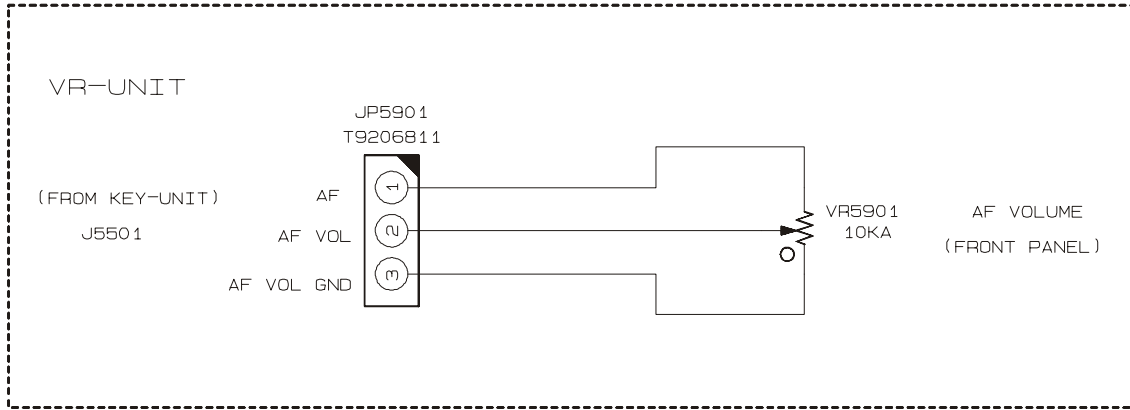 VR-UNIT
JP5901
T9206811
(FROM KEY-UNIT)
J5501
AF
1
AF VOL
2
AF VOL GND
3
VR5901
10KA
AF VOLUME
(FRONT PANEL)